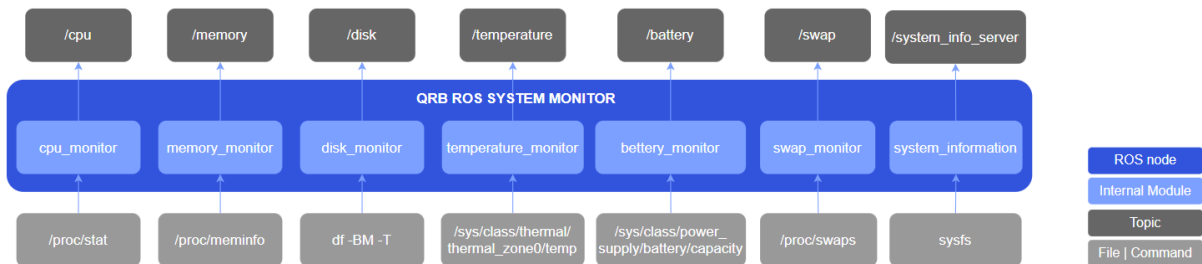 /cpu
/memory
/disk
/temperature
/battery
/swap
/system_info_server
QRB ROS SYSTEM MONITOR
cpu_monitor
memory_monitor
disk_monitor
temperature_monitor
bettery_monitor
swap_monitor
system_information
/proc/stat
/proc/meminfo
df -BM -T
/sys/class/thermal/
thermal_zone0/temp
/sys/class/power_
supply/battery/capacity
/proc/swaps
sysfs
ROS node
Internal Module
Topic
File | Command